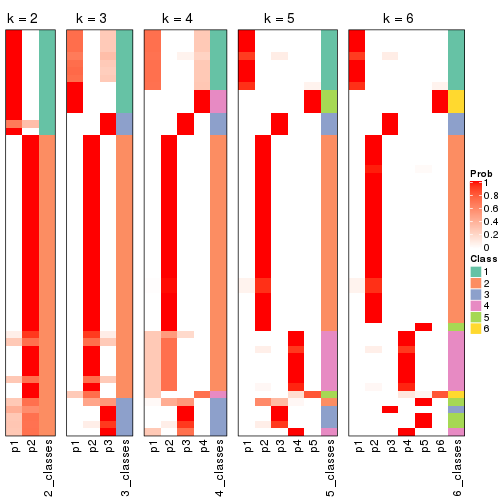 k = 2
k = 3
k = 4
k = 5
k = 6
p1
p2
2_classes
p1
p2
p3
3_classes
p1
p2
p3
p4
4_classes
p1
p2
p3
p4
p5
5_classes
p1
p2
p3
p4
p5
p6
6_classes
Prob
1
0.8
0.6
0.4
0.2
0
Class
1
2
3
4
5
6